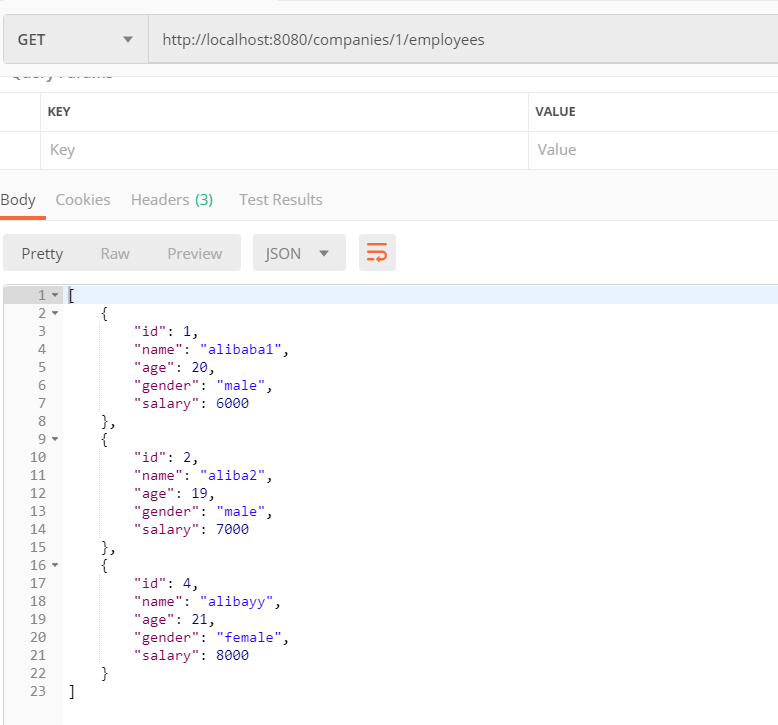 GET http://localhost:8080/companies/1/employees
Query Params
KEY VALUE
Key Value
Body Cookies Headers (3) Test Results
Pretty Raw Preview JSON
1 [
2 {
3 "id": 1,
4 "name": "alibaba1",
5 "age": 20,
6 "gender": "male",
7 "salary": 6000
8 },
9 {
10 "id": 2,
11 "name": "aliba2",
12 "age": 19,
13 "gender": "male",
14 "salary": 7000
15 },
16 {
17 "id": 4,
18 "name": "alibayy",
19 "age": 21,
20 "gender": "female",
21 "salary": 8000
22 }
23 ]